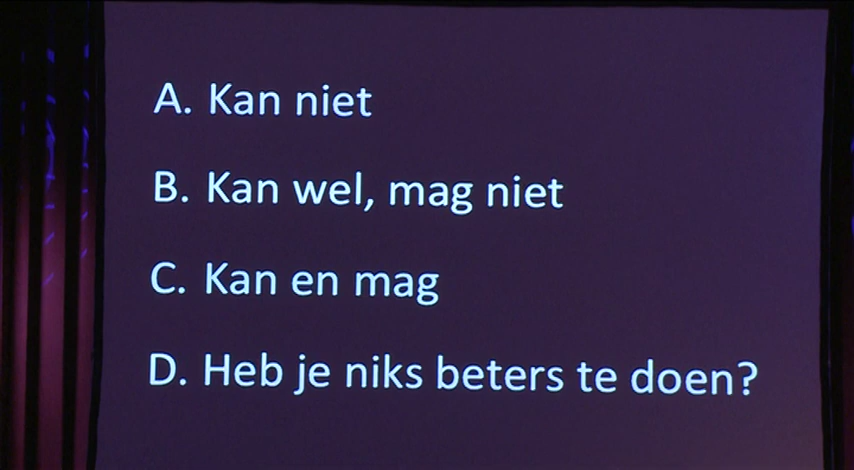 A. Kan niet
B. Kan wel, mag niet
C. Kan en mag
D. Heb je niks beters te doen?